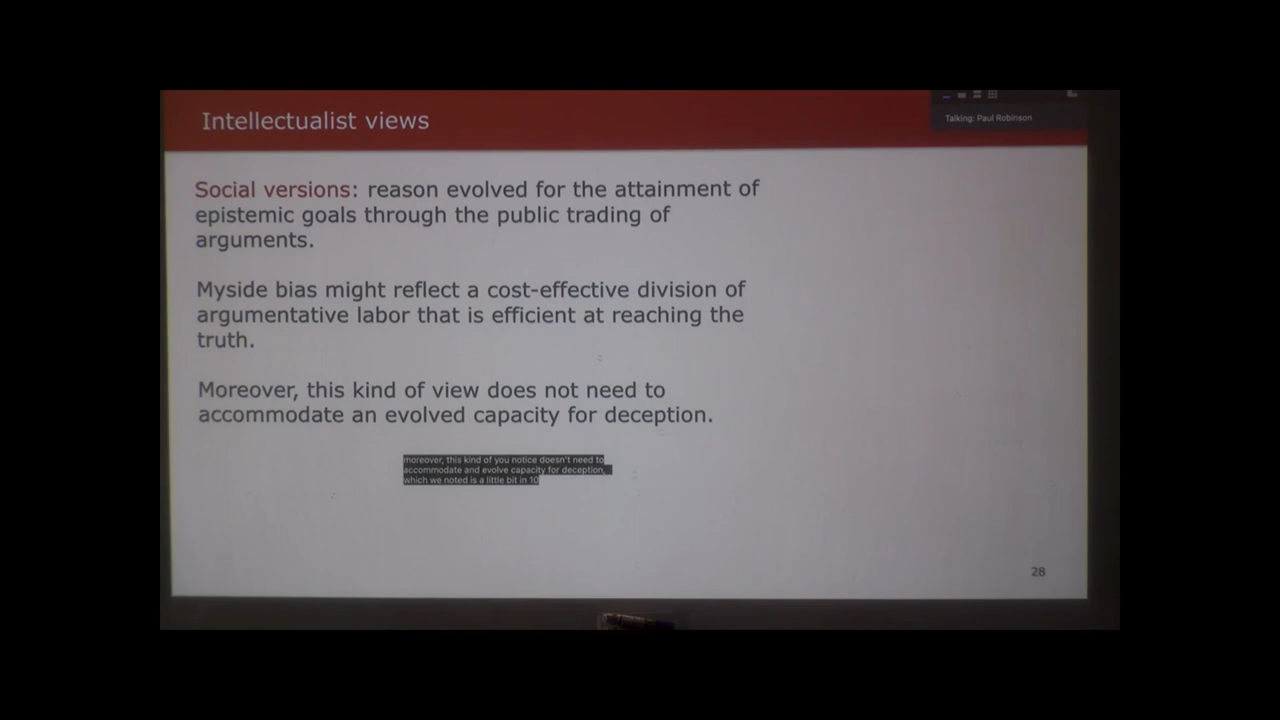 Intellectualist views
Talking: Paul Robinson
Social versions: reason evolved for the attainment of
epistemic goals through the public trading of
arguments.
Myside bias might reflect a cost-effective division of
argumentative labor that is efficient at reaching the
truth.
Moreover, this kind of view does not need to
accommodate an evolved capacity for deception.
moreover, this kind of you notice doesn't need to
accommodate and evolve capacity for deception,
which we noted is a little bit in 10
28